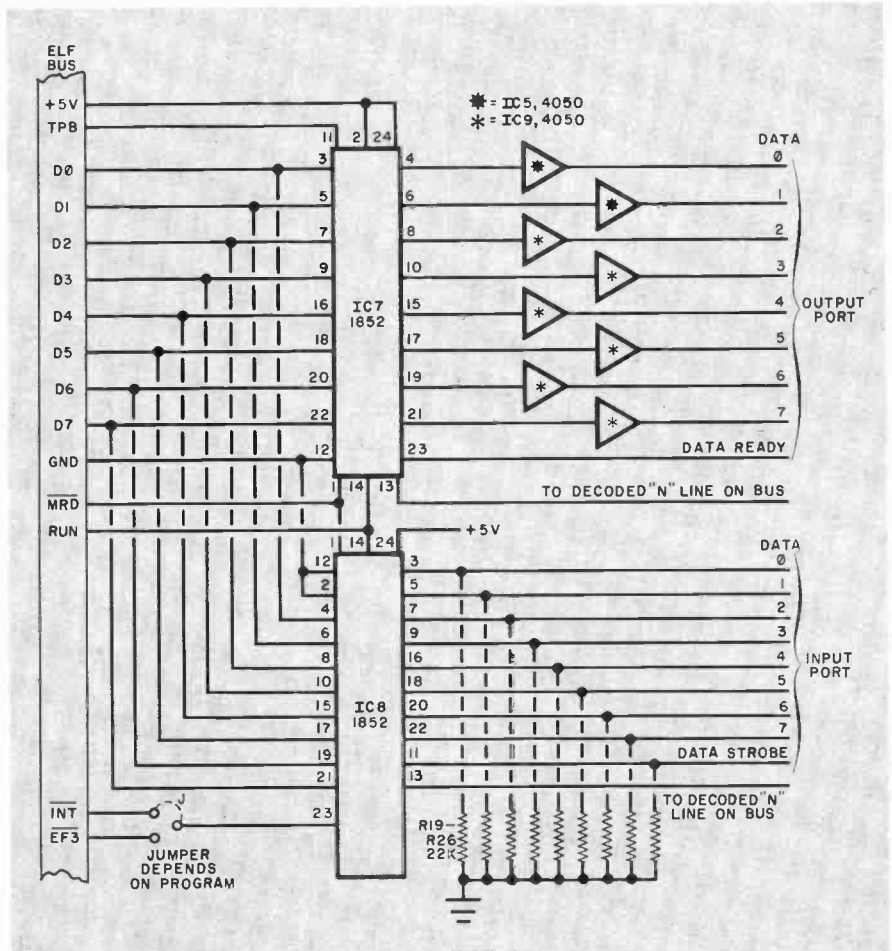 ELF
BUS
+5V
TPB
D0
D1
D2
D3
D4
D5
D6
D7
GND
MRD
RUN
INT
EF3
JUMPER
DEPENDS
ON PROGRAM
11 2 24
3
5
7
9
16
18
20
22
12
1 14 13
IC7
1852
4
6
8
10
15
17
19
21
23
✸ = IC5, 4050
* = IC9, 4050
✸
✸
*
*
*
*
*
*
DATA
0
1
2
3
4
5
6
7
OUTPUT
PORT
DATA READY
TO DECODED "N" LINE ON BUS
+5V
1 14 24
12
2
4
6
8
10
15
17
19
21
23
IC8
1852
3
5
7
9
16
18
20
22
11
13
DATA
0
1
2
3
4
5
6
7
INPUT
PORT
DATA STROBE
TO DECODED "N"
LINE ON BUS
R19-
R26
22K